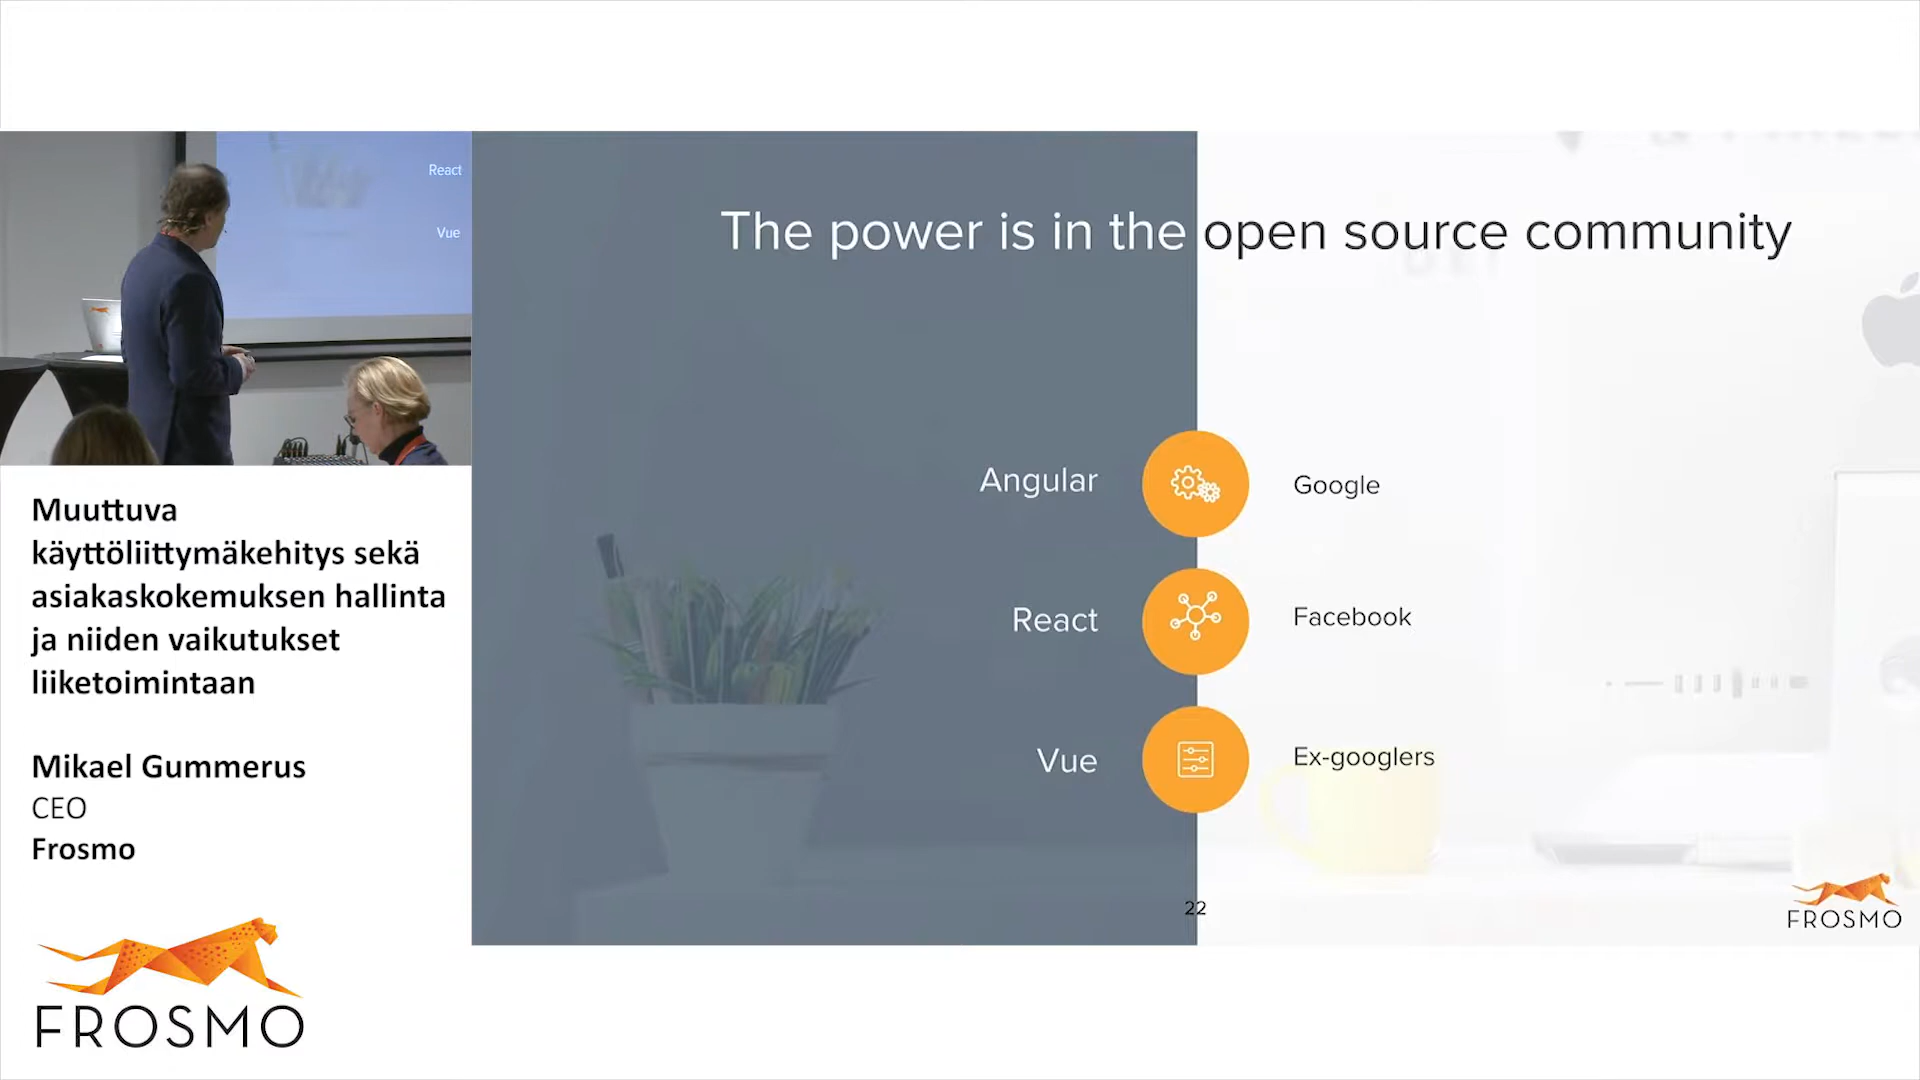 React
Vue
Muuttuva
käyttöliittymäkehitys sekä
asiakaskokemuksen hallinta
ja niiden vaikutukset
liiketoimintaan
Mikael Gummerus
CEO
Frosmo
FROSMO
The power is in the open source community
Angular
Google
React
Facebook
Vue
Ex-googlers
22
FROSMO